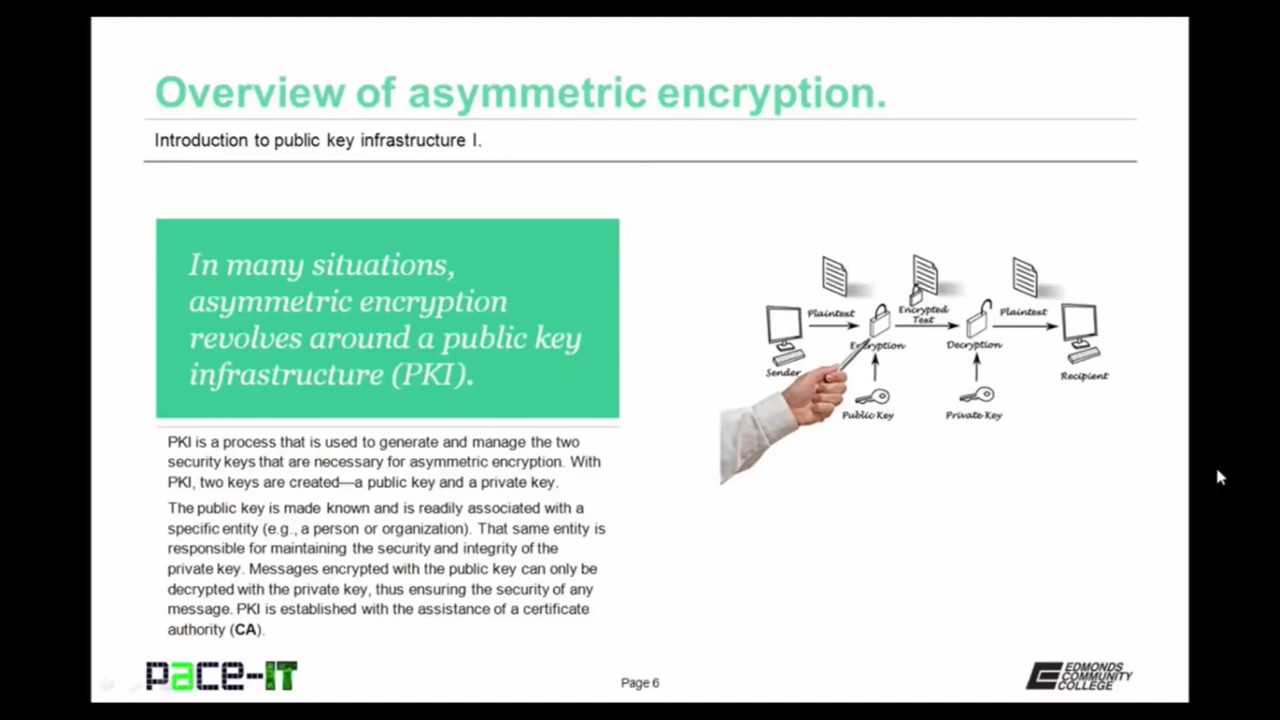 Overview of asymmetric encryption.
Introduction to public key infrastructure I.
In many situations,
asymmetric encryption
revolves around a public key
infrastructure (PKI).
PKI is a process that is used to generate and manage the two
security keys that are necessary for asymmetric encryption. With
PKI, two keys are created—a public key and a private key.
The public key is made known and is readily associated with a
specific entity (e.g., a person or organization). That same entity is
responsible for maintaining the security and integrity of the
private key. Messages encrypted with the public key can only be
decrypted with the private key, thus ensuring the security of any
message. PKI is established with the assistance of a certificate
authority (CA).
Plaintext
Encrypted
Text
Plaintext
Encryption
Decryption
Sender
Recipient
Public Key
Private Key
pace-IT
Page 6
EDMONDS
COMMUNITY
COLLEGE